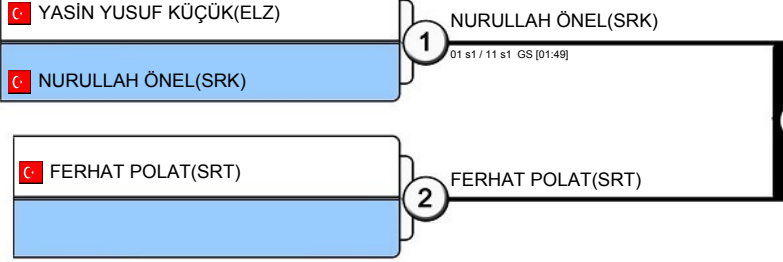 YASİN YUSUF KÜÇÜK(ELZ)
NURULLAH ÖNEL(SRK)
1
NURULLAH ÖNEL(SRK)
01 s1 / 11 s1 GS [01:49]
FERHAT POLAT(SRT)
2
FERHAT POLAT(SRT)